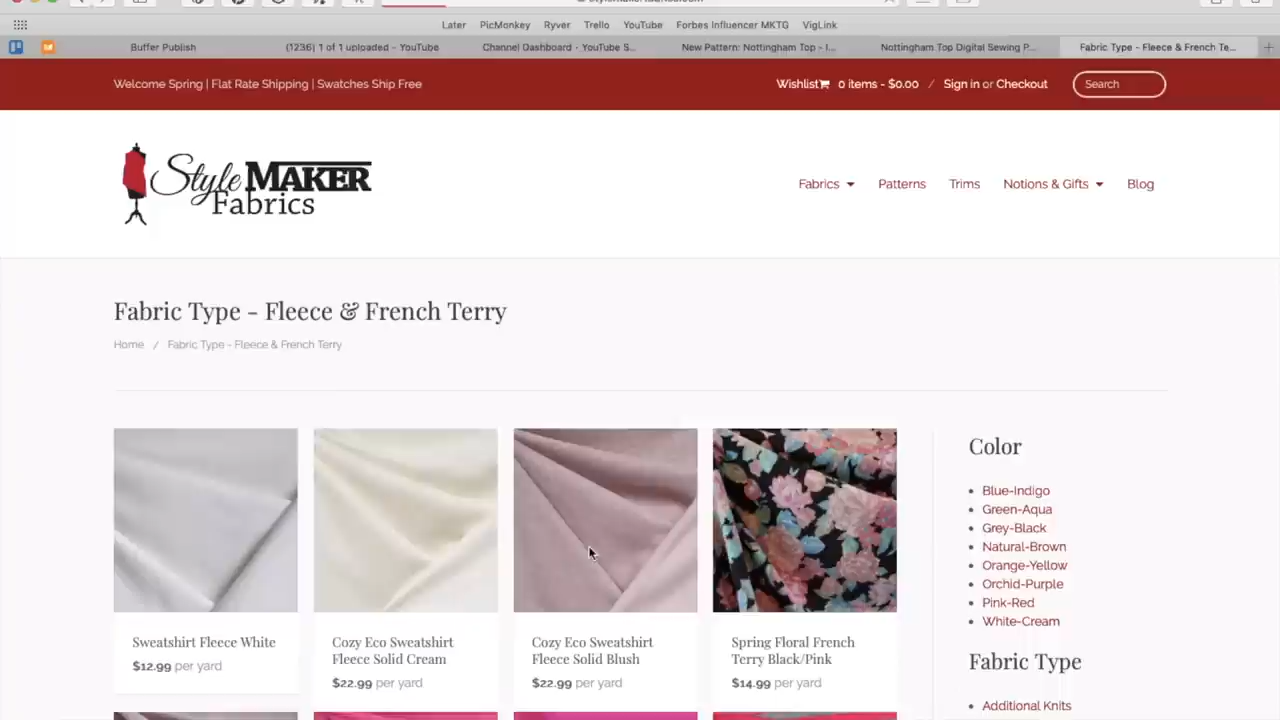 Later PicMonkey Ryver Trello YouTube Forbes Influencer MKTG VigLink
Buffer Publish (1236) 1 of 1 uploaded - YouTube Channel Dashboard - YouTube S... New Pattern: Nottingham Top - I... Nottingham Top Digital Sewing P... Fabric Type - Fleece & French Te...
Welcome Spring | Flat Rate Shipping | Swatches Ship Free
Wishlist 0 items - $0.00 / Sign in or Checkout Search
Style MAKER
Fabrics
Fabrics Patterns Trims Notions & Gifts Blog
Fabric Type - Fleece & French Terry
Home / Fabric Type - Fleece & French Terry
Sweatshirt Fleece White
$12.99 per yard
Cozy Eco Sweatshirt
Fleece Solid Cream
$22.99 per yard
Cozy Eco Sweatshirt
Fleece Solid Blush
$22.99 per yard
Spring Floral French
Terry Black/Pink
$14.99 per yard
Color
Blue-Indigo
Green-Aqua
Grey-Black
Natural-Brown
Orange-Yellow
Orchid-Purple
Pink-Red
White-Cream
Fabric Type
Additional Knits